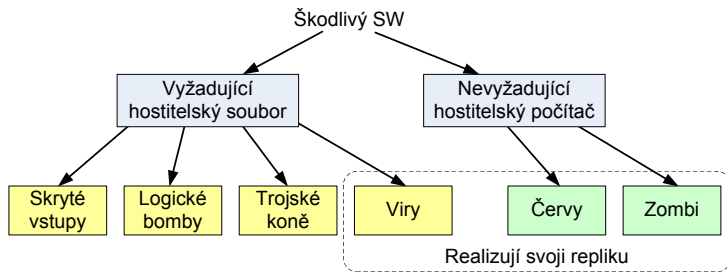 Škodlivý SW
Vyžadující
hostitelský soubor
Nevyžadující
hostitelský počítač
Skryté
vstupy
Logické
bomby
Trojské
koně
Viry
Červy
Zombi
Realizují svoji repliku